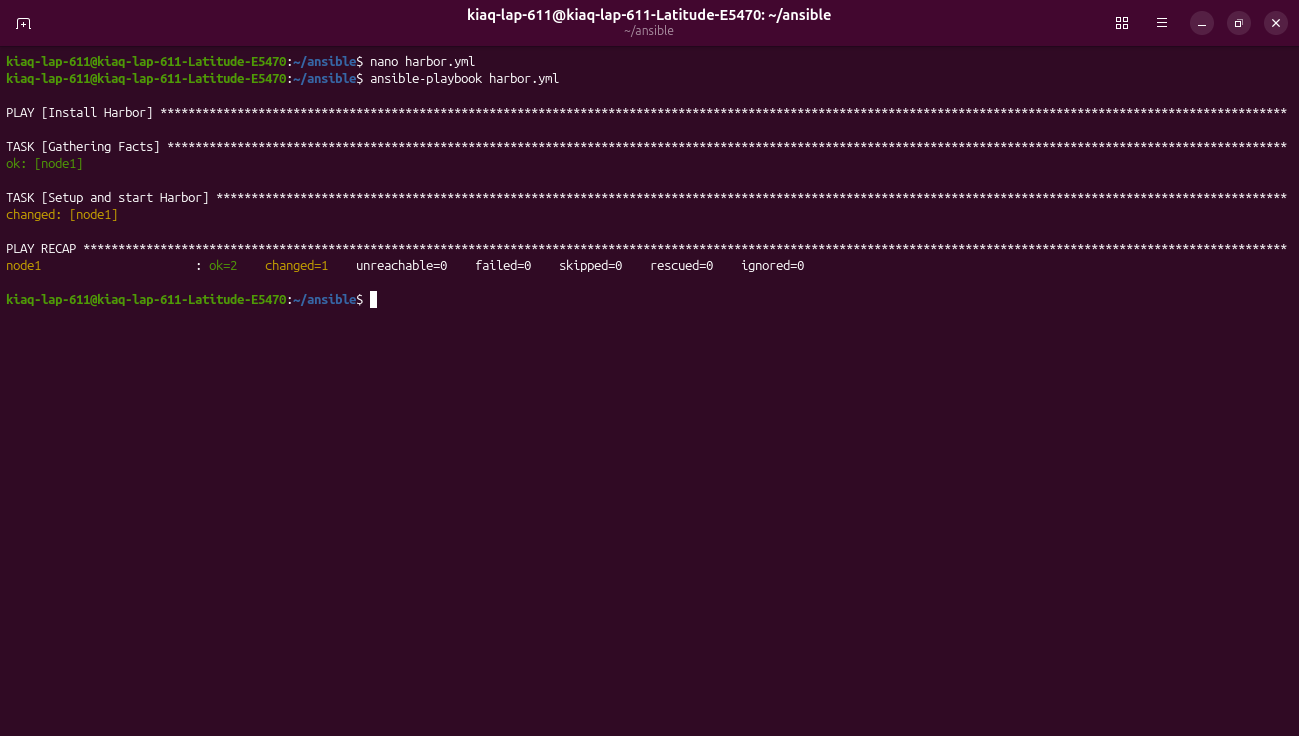 kiaq-lap-611@kiaq-lap-611-Latitude-E5470: ~/ansible
~/ansible
kiaq-lap-611@kiaq-lap-611-Latitude-E5470:~/ansible$ nano harbor.yml
kiaq-lap-611@kiaq-lap-611-Latitude-E5470:~/ansible$ ansible-playbook harbor.yml
PLAY [Install Harbor] *****************************************************************************************************************************************************************
TASK [Gathering Facts] ****************************************************************************************************************************************************************
ok: [node1]
TASK [Setup and start Harbor] *********************************************************************************************************************************************************
changed: [node1]
PLAY RECAP ****************************************************************************************************************************************************************************
node1                      : ok=2    changed=1    unreachable=0    failed=0    skipped=0    rescued=0    ignored=0
kiaq-lap-611@kiaq-lap-611-Latitude-E5470:~/ansible$